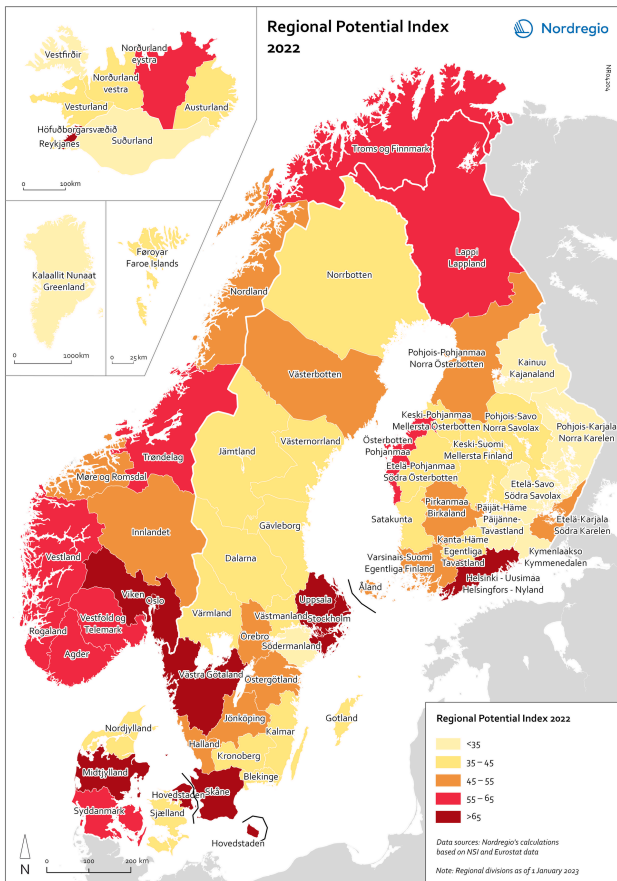 Regional Potential Index
2022
Nordregio
NR04204
Vestfirðir
Norðurland
eystra
Norðurland
vestra
Vesturland
Austurland
Höfuðborgarsvæðið
Reykjanes
Suðurland
0 100km
Kalaallit Nunaat
Greenland
0 1000km
Føroyar
Faroe Islands
0 25km
Troms og Finnmark
Lappi
Lappland
Norrbotten
Nordland
Västerbotten
Pohjois-Pohjanmaa
Norra Österbotten
Kainuu
Kajanaland
Keski-Pohjanmaa
Mellersta Österbotten
Pohjois-Savo
Norra Savolax
Pohjois-Karjala
Norra Karelen
Österbotten
Pohjanmaa
Keski-Suomi
Mellersta Finland
Etelä-Pohjanmaa
Södra Österbotten
Etelä-Savo
Södra Savolax
Trøndelag
Jämtland
Västernorrland
Møre og Romsdal
Pirkanmaa
Birkaland
Päijät-Häme
Päijänne-
Tavastland
Etelä-Karjala
Södra Karelen
Satakunta
Innlandet
Gävleborg
Kanta-Häme
Egentliga
Tavastland
Kymenlaakso
Kymmenedalen
Vestland
Dalarna
Varsinais-Suomi
Egentliga Finland
Helsinki - Uusimaa
Helsingfors - Nyland
Åland
Viken
Oslo
Uppsala
Stockholm
Värmland
Västmanland
Örebro
Södermanland
Rogaland
Vestfold og
Telemark
Agder
Västra Götaland
Östergötland
Jönköping
Gotland
Kalmar
Nordjylland
Halland
Kronoberg
Blekinge
Midtjylland
Hovedstaden
Skåne
Syddanmark
Sjælland
Hovedstaden
N
0 100 200 km
Regional Potential Index 2022
<35
35 – 45
45 – 55
55 – 65
>65
Data sources: Nordregio's calculations
based on NSI and Eurostat data
Note: Regional divisions as of 1 January 2023